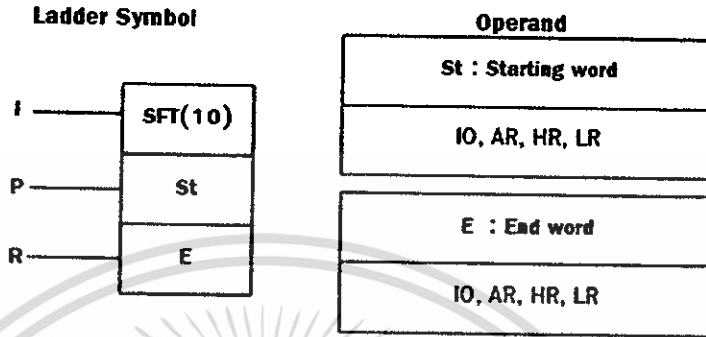 Ladder Symbol
I
SFT(10)
P
St
R
E
Operand
St : Starting word
IO, AR, HR, LR
E : End word
IO, AR, HR, LR